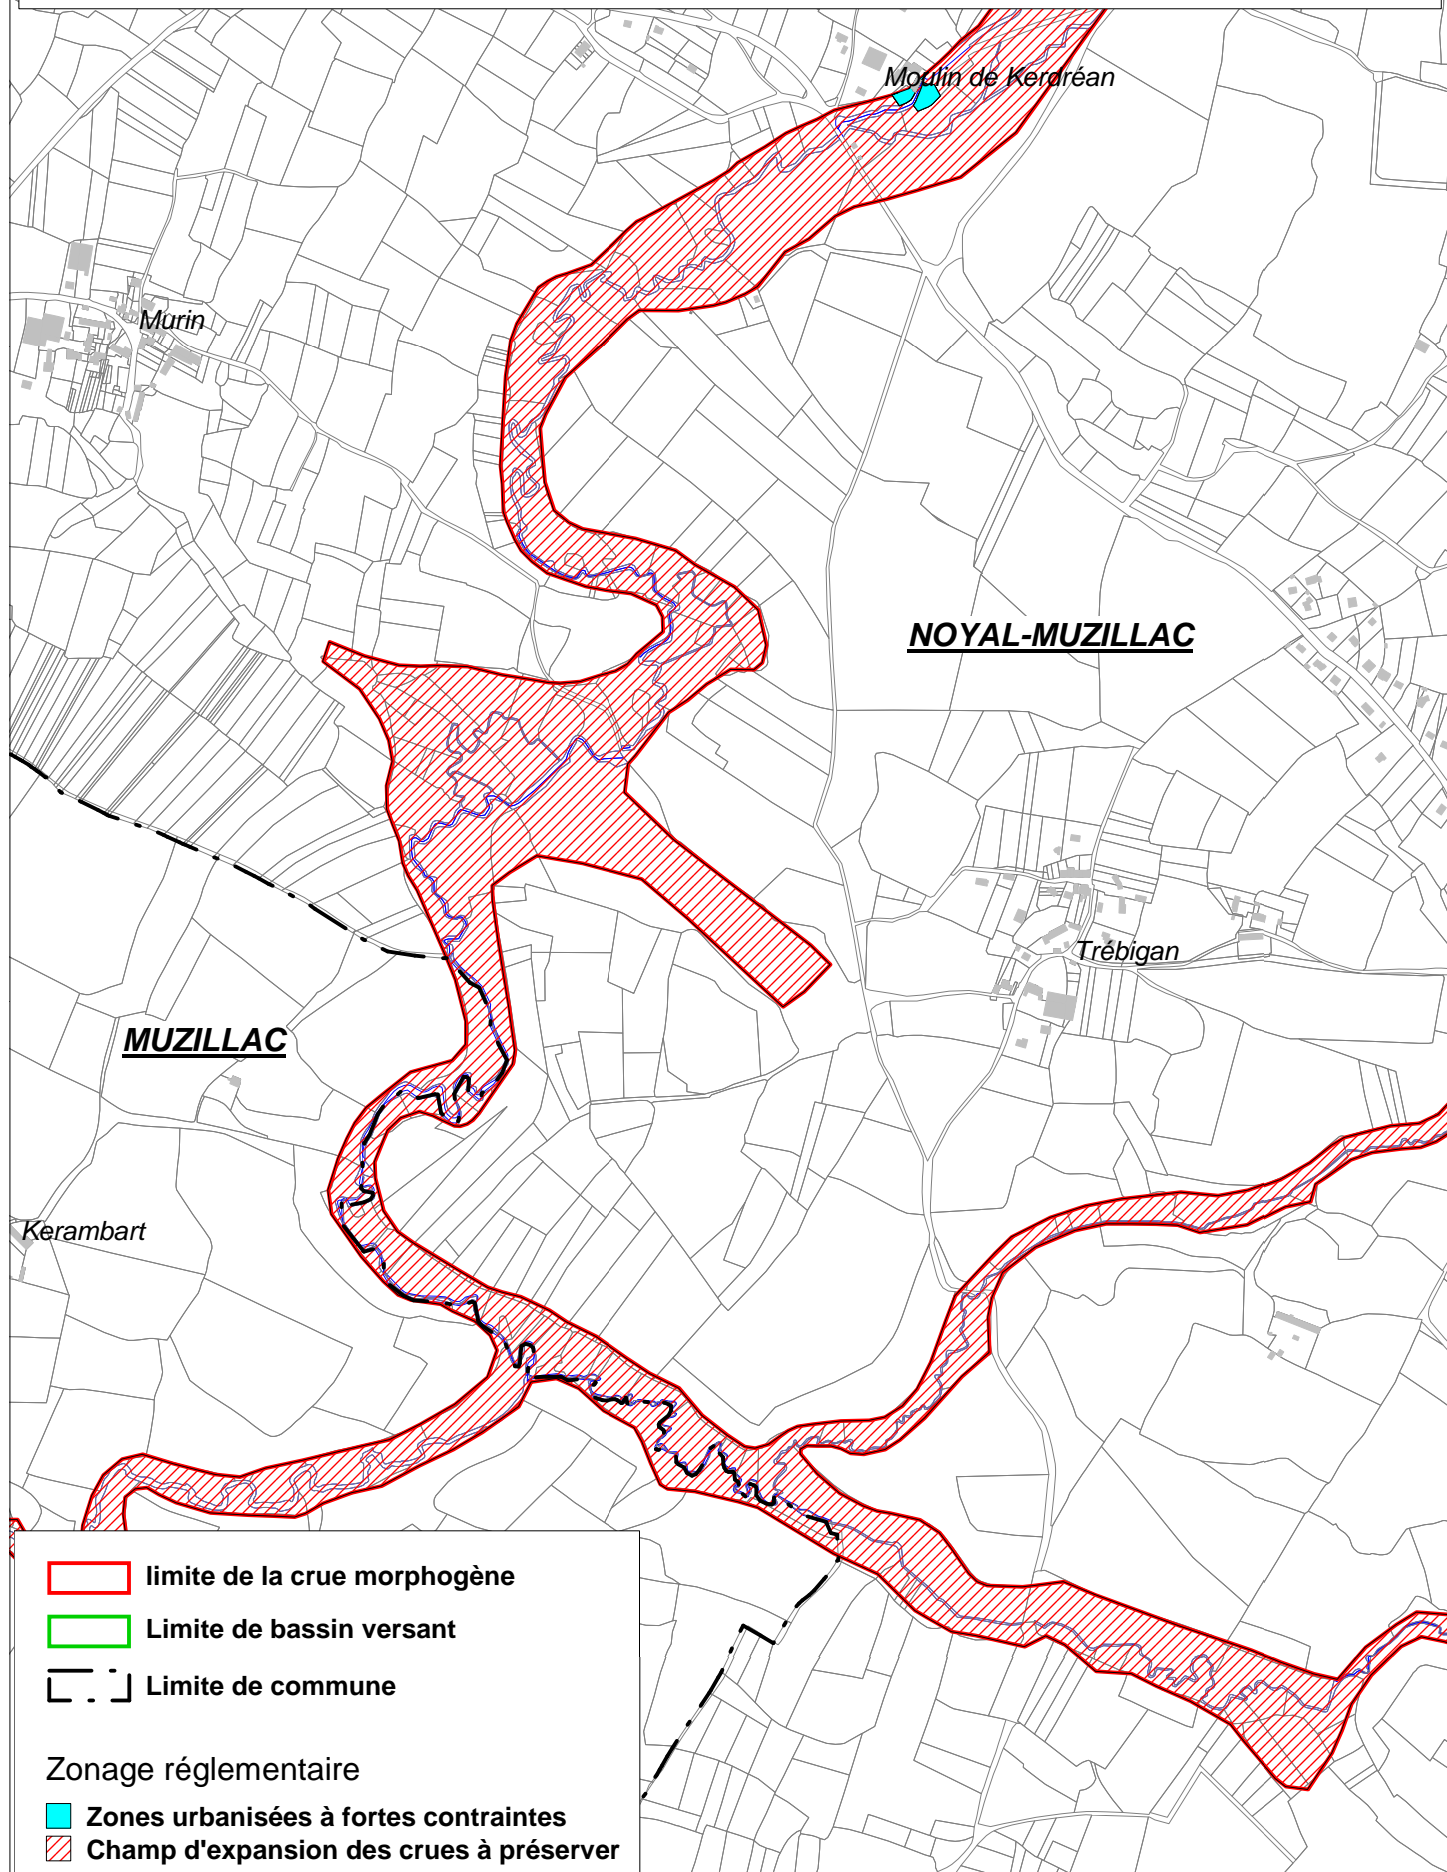 Moulin de Kerdréan
Murin
NOYAL-MUZILLAC
Trébigan
MUZILLAC
Kerambart
limite de la crue morphogène
Limite de bassin versant
Limite de commune
Zonage réglementaire
Zones urbanisées à fortes contraintes
Champ d'expansion des crues à préserver